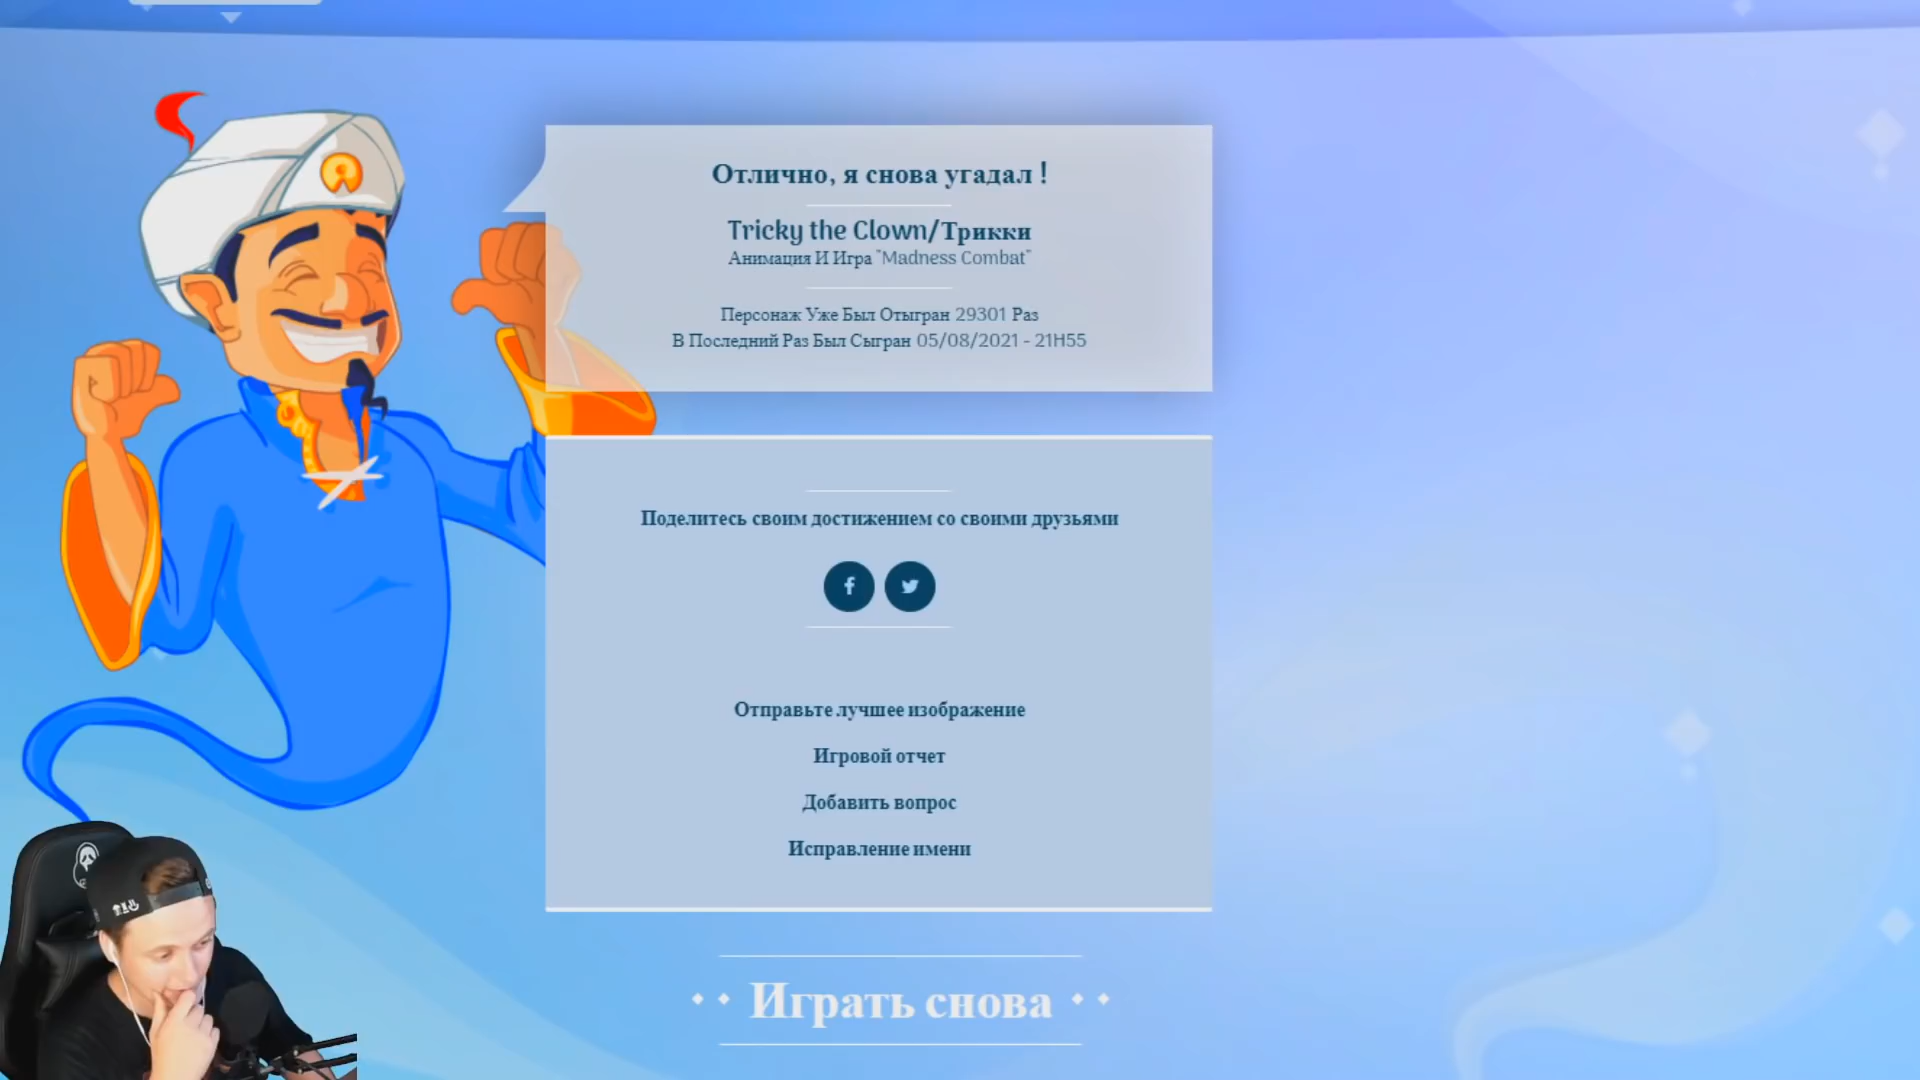 Отлично, я снова угадал !
Tricky the Clown/Трикки
Анимация И Игра "Madness Combat"
Персонаж Уже Был Отыгран 29301 Раз
В Последний Раз Был Сыгран 05/08/2021 - 21H55
Поделитесь своим достижением со своими друзьями
Отправьте лучшее изображение
Игровой отчет
Добавить вопрос
Исправление имени
Играть снова